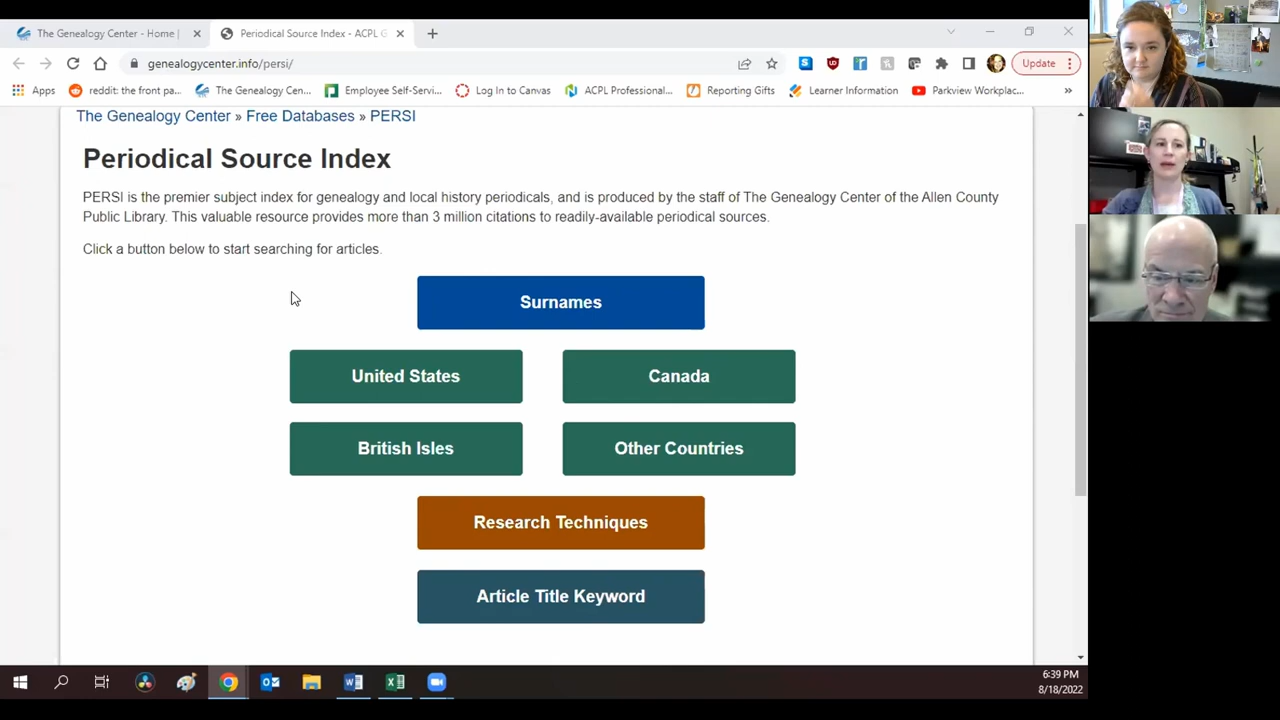 The Genealogy Center - Home |
Periodical Source Index - ACPL G
genealogycenter.info/persi/
Update
Apps
reddit: the front pa...
The Genealogy Cen...
Employee Self-Servi...
Log In to Canvas
ACPL Professional...
Reporting Gifts
Learner Information
Parkview Workplac...
»
The Genealogy Center » Free Databases » PERSI
Periodical Source Index
PERSI is the premier subject index for genealogy and local history periodicals, and is produced by the staff of The Genealogy Center of the Allen County
Public Library. This valuable resource provides more than 3 million citations to readily-available periodical sources.
Click a button below to start searching for articles.
Surnames
United States
Canada
British Isles
Other Countries
Research Techniques
Article Title Keyword
6:39 PM
8/18/2022